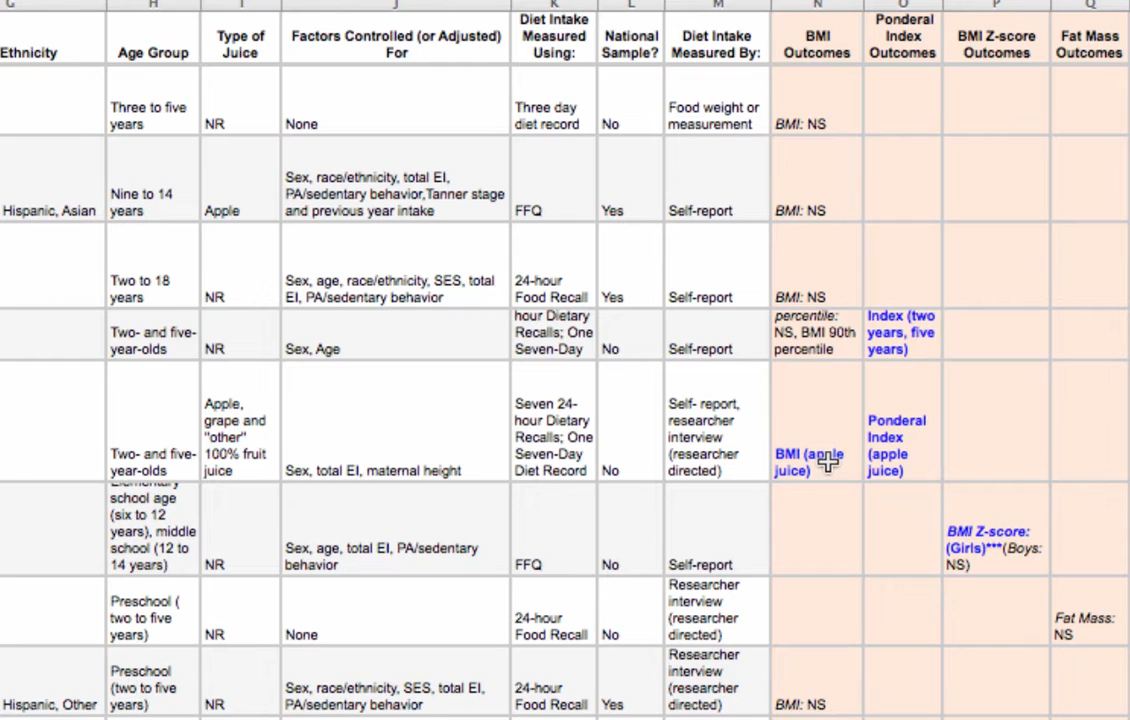 G H I J K L M N O P Q
Ethnicity
Age Group
Type of
Juice
Factors Controlled (or Adjusted)
For
Diet Intake
Measured
Using:
National
Sample?
Diet Intake
Measured By:
BMI
Outcomes
Ponderal
Index
Outcomes
BMI Z-score
Outcomes
Fat Mass
Outcomes
Three to five
years
NR
None
Three day
diet record
No
Food weight or
measurement
BMI: NS
Hispanic, Asian
Nine to 14
years
Apple
Sex, race/ethnicity, total EI,
PA/sedentary behavior,Tanner stage
and previous year intake
FFQ
Yes
Self-report
BMI: NS
Two to 18
years
NR
Sex, age, race/ethnicity, SES, total
EI, PA/sedentary behavior
24-hour
Food Recall
Yes
Self-report
BMI: NS
Two- and five-
year-olds
NR
Sex, Age
hour Dietary
Recalls; One
Seven-Day
No
Self-report
percentile:
NS, BMI 90th
percentile
Index (two
years, five
years)
Two- and five-
year-olds
Apple,
grape and
"other"
100% fruit
juice
Sex, total EI, maternal height
Seven 24-
hour Dietary
Recalls; One
Seven-Day
Diet Record
No
Self- report,
researcher
interview
(researcher
directed)
BMI (apple
juice)
Ponderal
Index
(apple
juice)
Elementary
school age
(six to 12
years), middle
school (12 to
14 years)
NR
Sex, age, total EI, PA/sedentary
behavior
FFQ
No
Self-report
BMI Z-score:
(Girls)***(Boys:
NS)
Preschool (
two to five
years)
NR
None
24-hour
Food Recall
No
Researcher
interview
(researcher
directed)
Fat Mass:
NS
Hispanic, Other
Preschool
(two to five
years)
NR
Sex, race/ethnicity, SES, total EI,
PA/sedentary behavior
24-hour
Food Recall
Yes
Researcher
interview
(researcher
directed)
BMI: NS